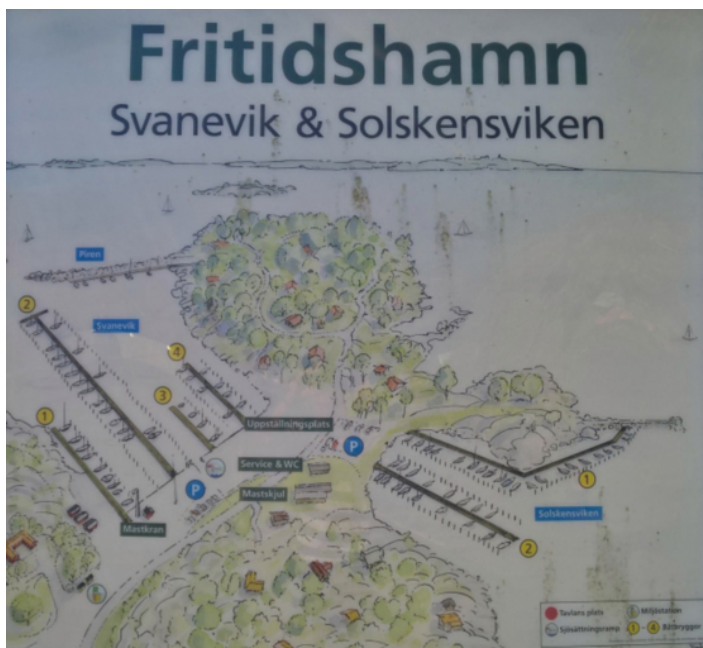 Fritidshamn
Svanevik & Solskensviken
Piren
2
Svanevik
4
3
1
Uppställningsplats
P
Service & WC
P
Mastskjul
Mastkran
1
Solskensviken
2
Tavlans plats
Miljöstation
Sjösättningsramp
1 - 4 Båtbryggor